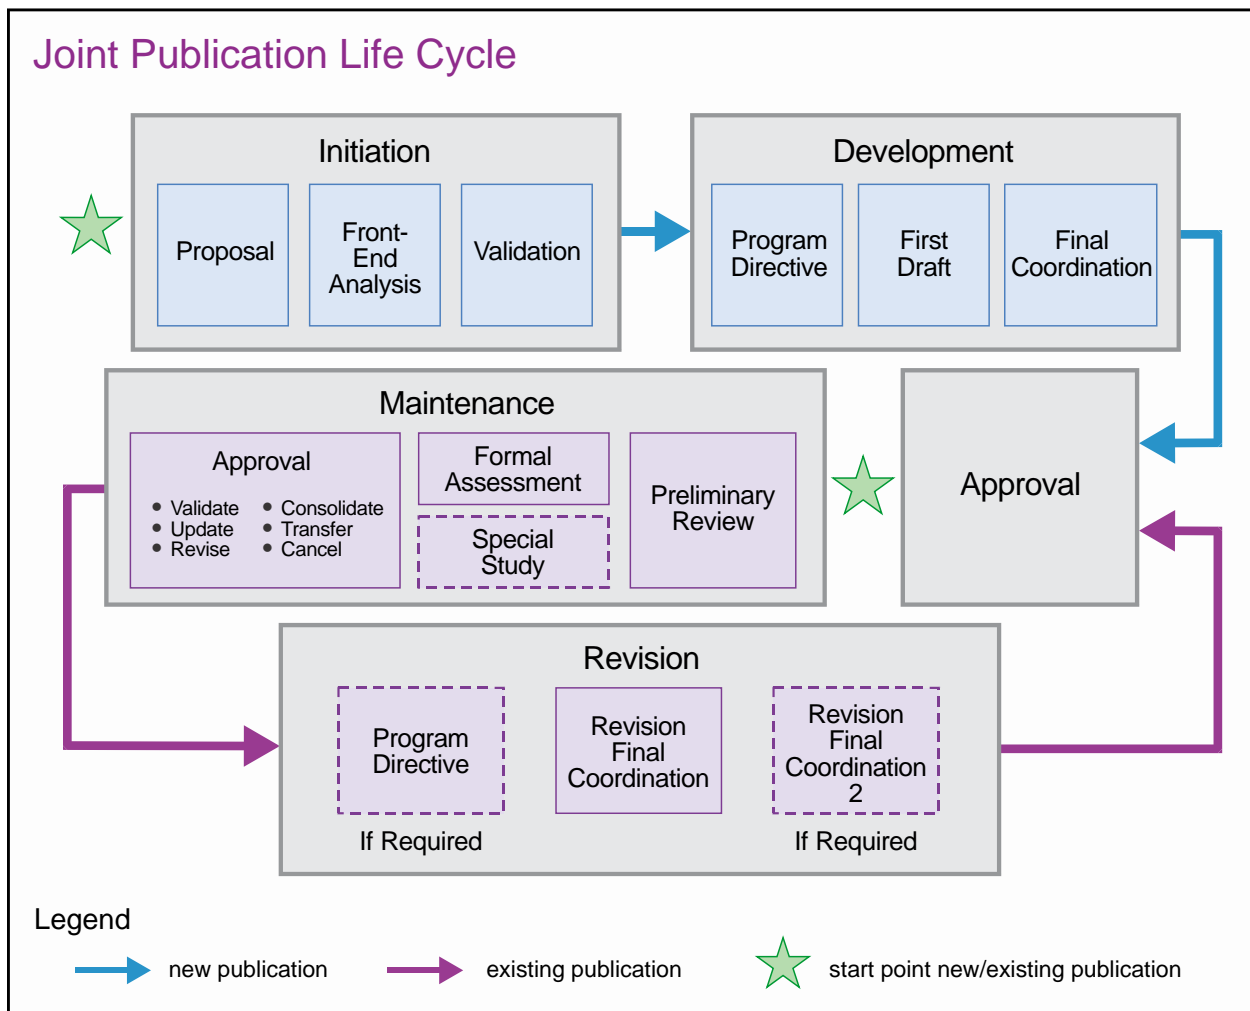 Joint Publication Life Cycle
Initiation
Proposal
Front-
End
Analysis
Validation
Development
Program
Directive
First
Draft
Final
Coordination
Maintenance
Approval
• Validate
• Update
• Revise
• Consolidate
• Transfer
• Cancel
Formal
Assessment
Special
Study
Preliminary
Review
Approval
Revision
Program
Directive
If Required
Revision
Final
Coordination
Revision
Final
Coordination
2
If Required
Legend
new publication
existing publication
start point new/existing publication